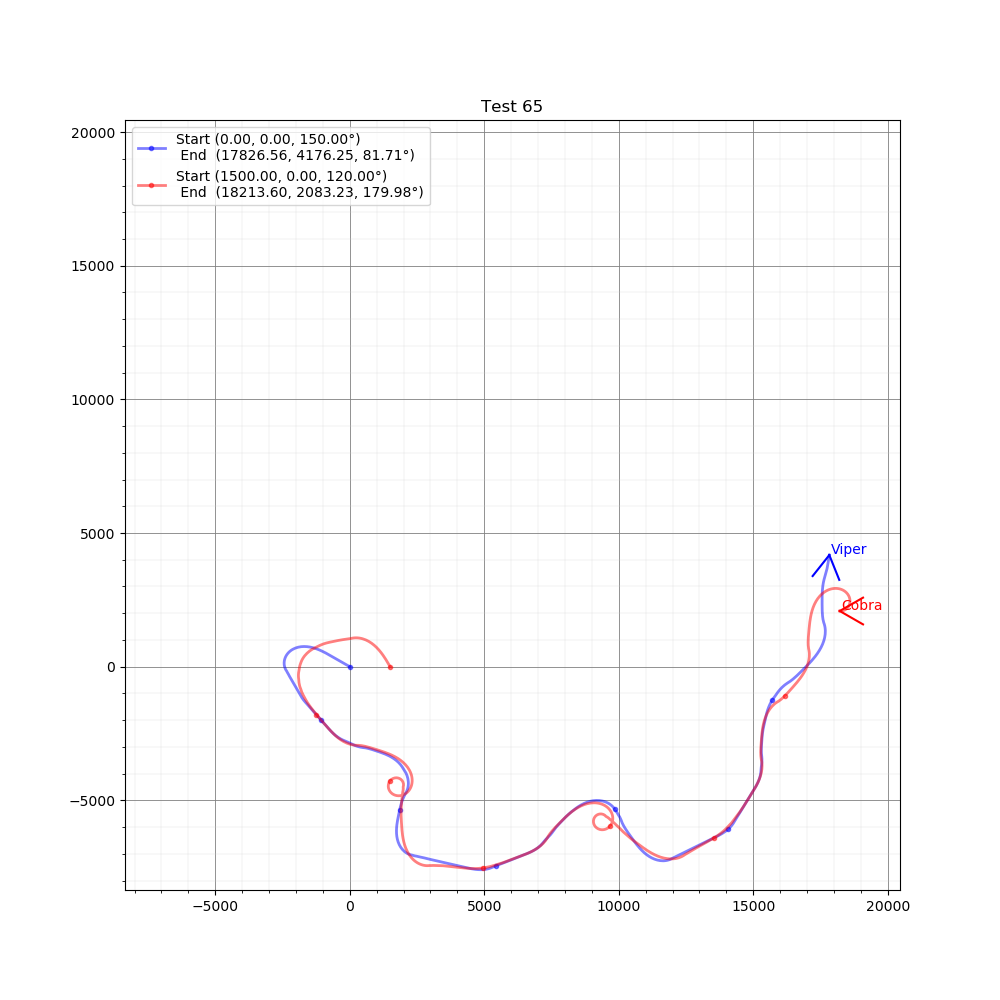 Test 65
Start (0.00, 0.00, 150.00°)
End (17826.56, 4176.25, 81.71°)
Start (1500.00, 0.00, 120.00°)
End (18213.60, 2083.23, 179.98°)
20000
15000
10000
5000
0
−5000
Viper
Cobra
−5000 0 5000 10000 15000 20000